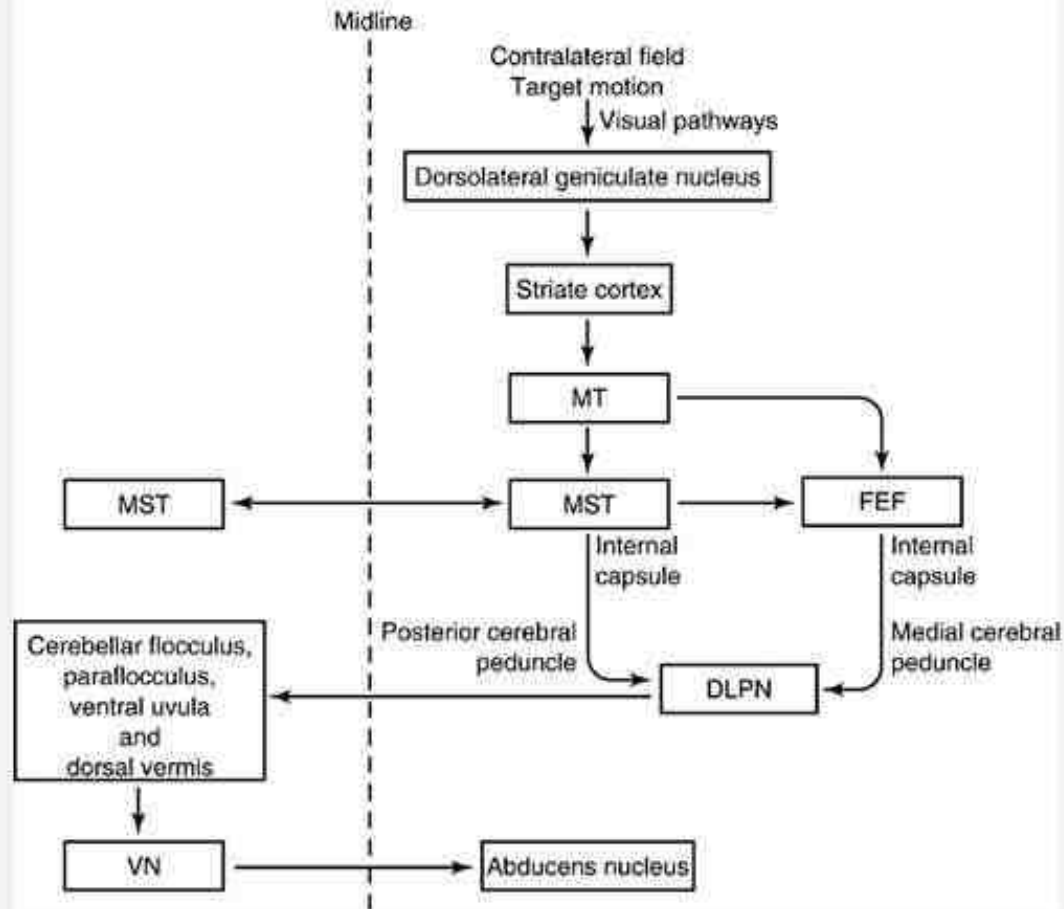 Midline
Contralateral field
Target motion
Visual pathways
Dorsolateral geniculate nucleus
Striate cortex
MT
MST
MST
FEF
Internal
capsule
Internal
capsule
Posterior cerebral
peduncle
Medial cerebral
peduncle
DLPN
Cerebellar flocculus,
paraflocculus,
ventral uvula
and
dorsal vermis
VN
Abducens nucleus